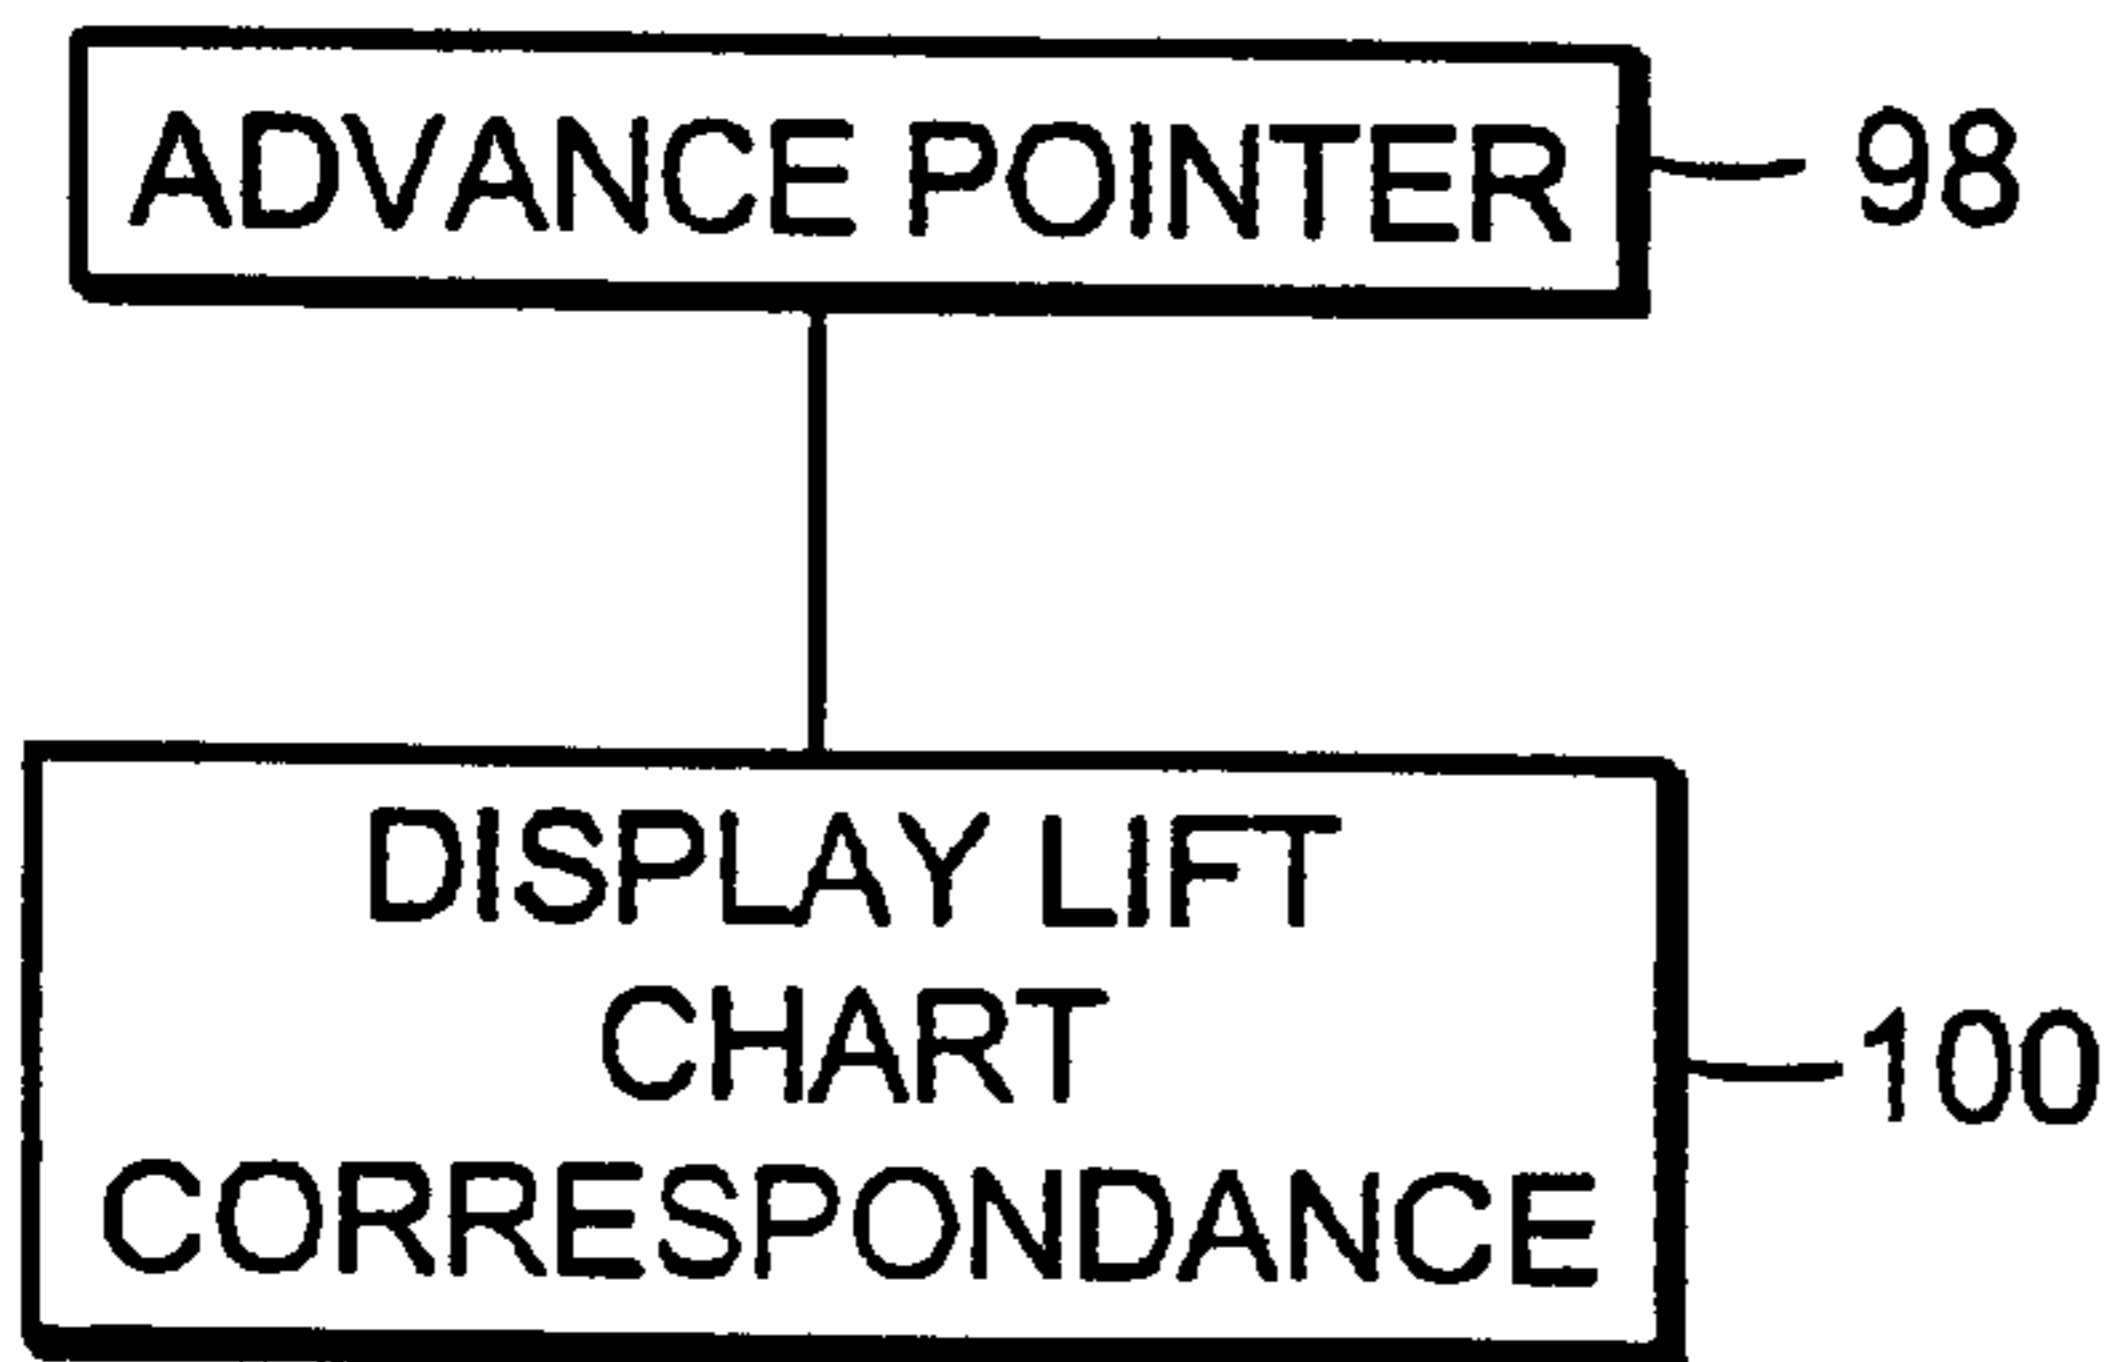 ADVANCE POINTER 98
DISPLAY LIFT
CHART
100
CORRESPONDANCE